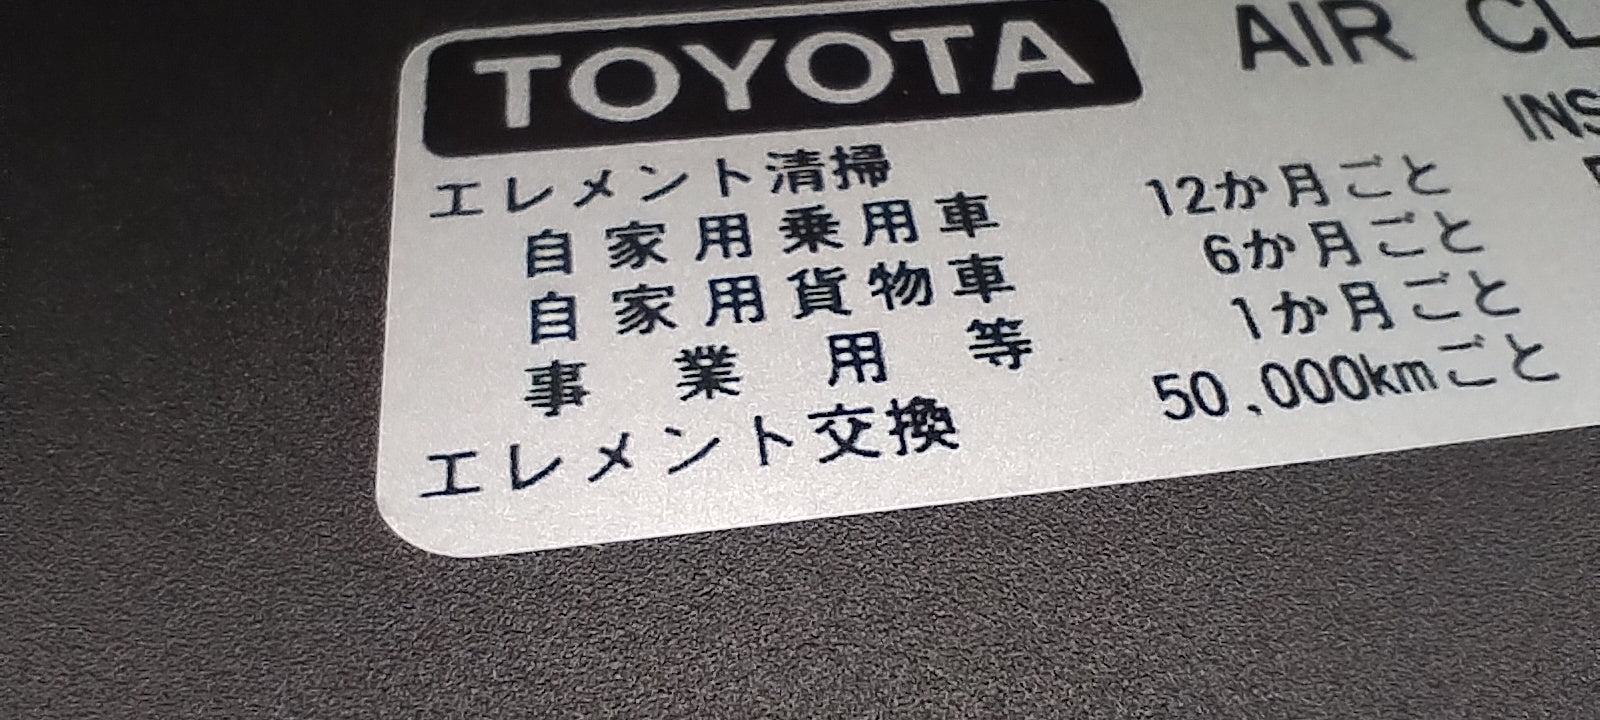 TOYOTA AIR CL
INS
エレメント清掃
自家用乗用車 12か月ごと
自家用貨物車 6か月ごと
事業用等 1か月ごと
エレメント交換 50,000kmごと